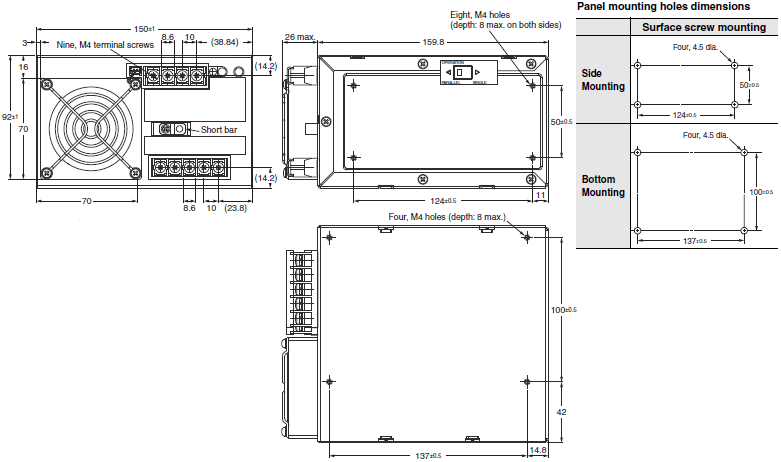 150±1
8.6
10
(38.84)
3
Nine, M4 terminal screws
16
(14.2)
92±1
70
Short bar
(14.2)
70
8.6
10
(23.8)
Eight, M4 holes
(depth: 8 max. on both sides)
26 max.
159.8
OPERATION
PARALLEL
SINGLE
50±0.5
124±0.5
11
Four, M4 holes (depth: 8 max.)
100±0.5
42
137±0.5
14.8
Panel mounting holes dimensions
Surface screw mounting
Side
Mounting
Four, 4.5 dia.
50±0.5
124±0.5
Bottom
Mounting
Four, 4.5 dia.
100±0.5
137±0.5